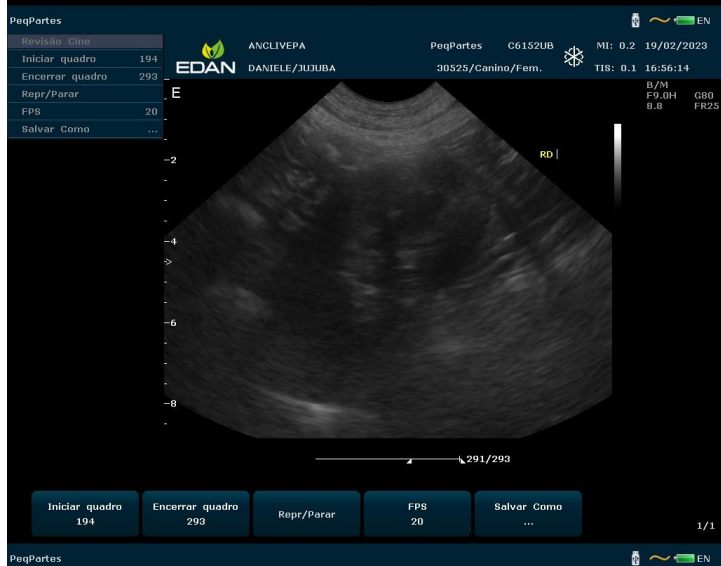 PeqPartes
EN
Revisão Cine
Iniciar quadro 194
Encerrar quadro 293
Repr/Parar
FPS 20
Salvar Como ...
EDAN
ANCLIVEPA PeqPartes C6152UB MI: 0.2 19/02/2023
DANIELE/JUJUBA 30525/Canino/Fem. TIS: 0.1 16:56:14
B/M
F9.0H G80
8.8 FR25
E
RD
-2
-4
-6
-8
291/293
Iniciar quadro
194
Encerrar quadro
293
Repr/Parar
FPS
20
Salvar Como
...
1/1
PeqPartes
EN